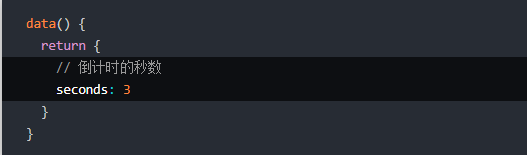 data() {
  return {
    // 倒计时的秒数
    seconds: 3
  }
}